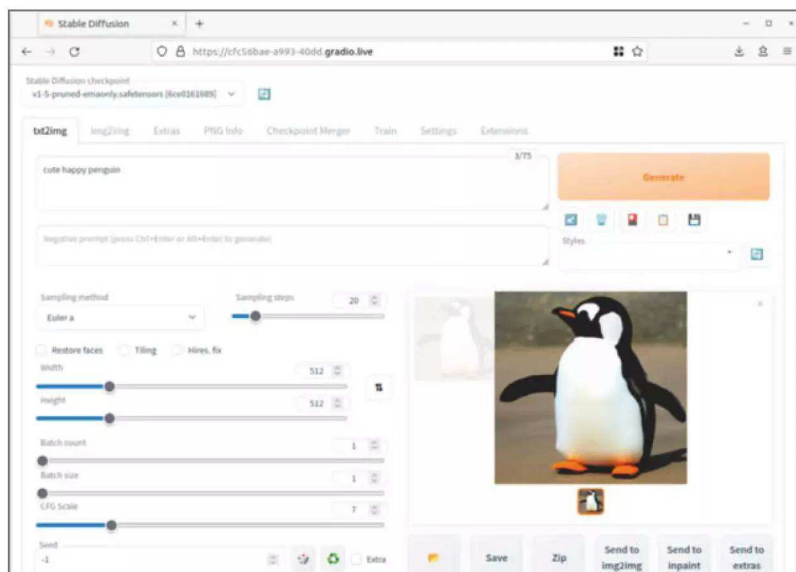 Stable Diffusion
https://cfc56bae-a993-40dd.gradio.live
Stable Diffusion checkpoint
v1-5-pruned-emaonly.safetensors [6ce0161689]
txt2img img2img Extras PNG Info Checkpoint Merger Train Settings Extensions
3/75
cute happy penguin
Generate
Negative prompt (press Ctrl+Enter or Alt+Enter to generate)
Styles
Sampling method
Sampling steps
20
Euler a
Restore faces Tiling Hires. fix
Width
512
Height
512
Batch count
1
Batch size
1
CFG Scale
7
Seed
-1
Extra
Save
Zip
Send to img2img
Send to inpaint
Send to extras